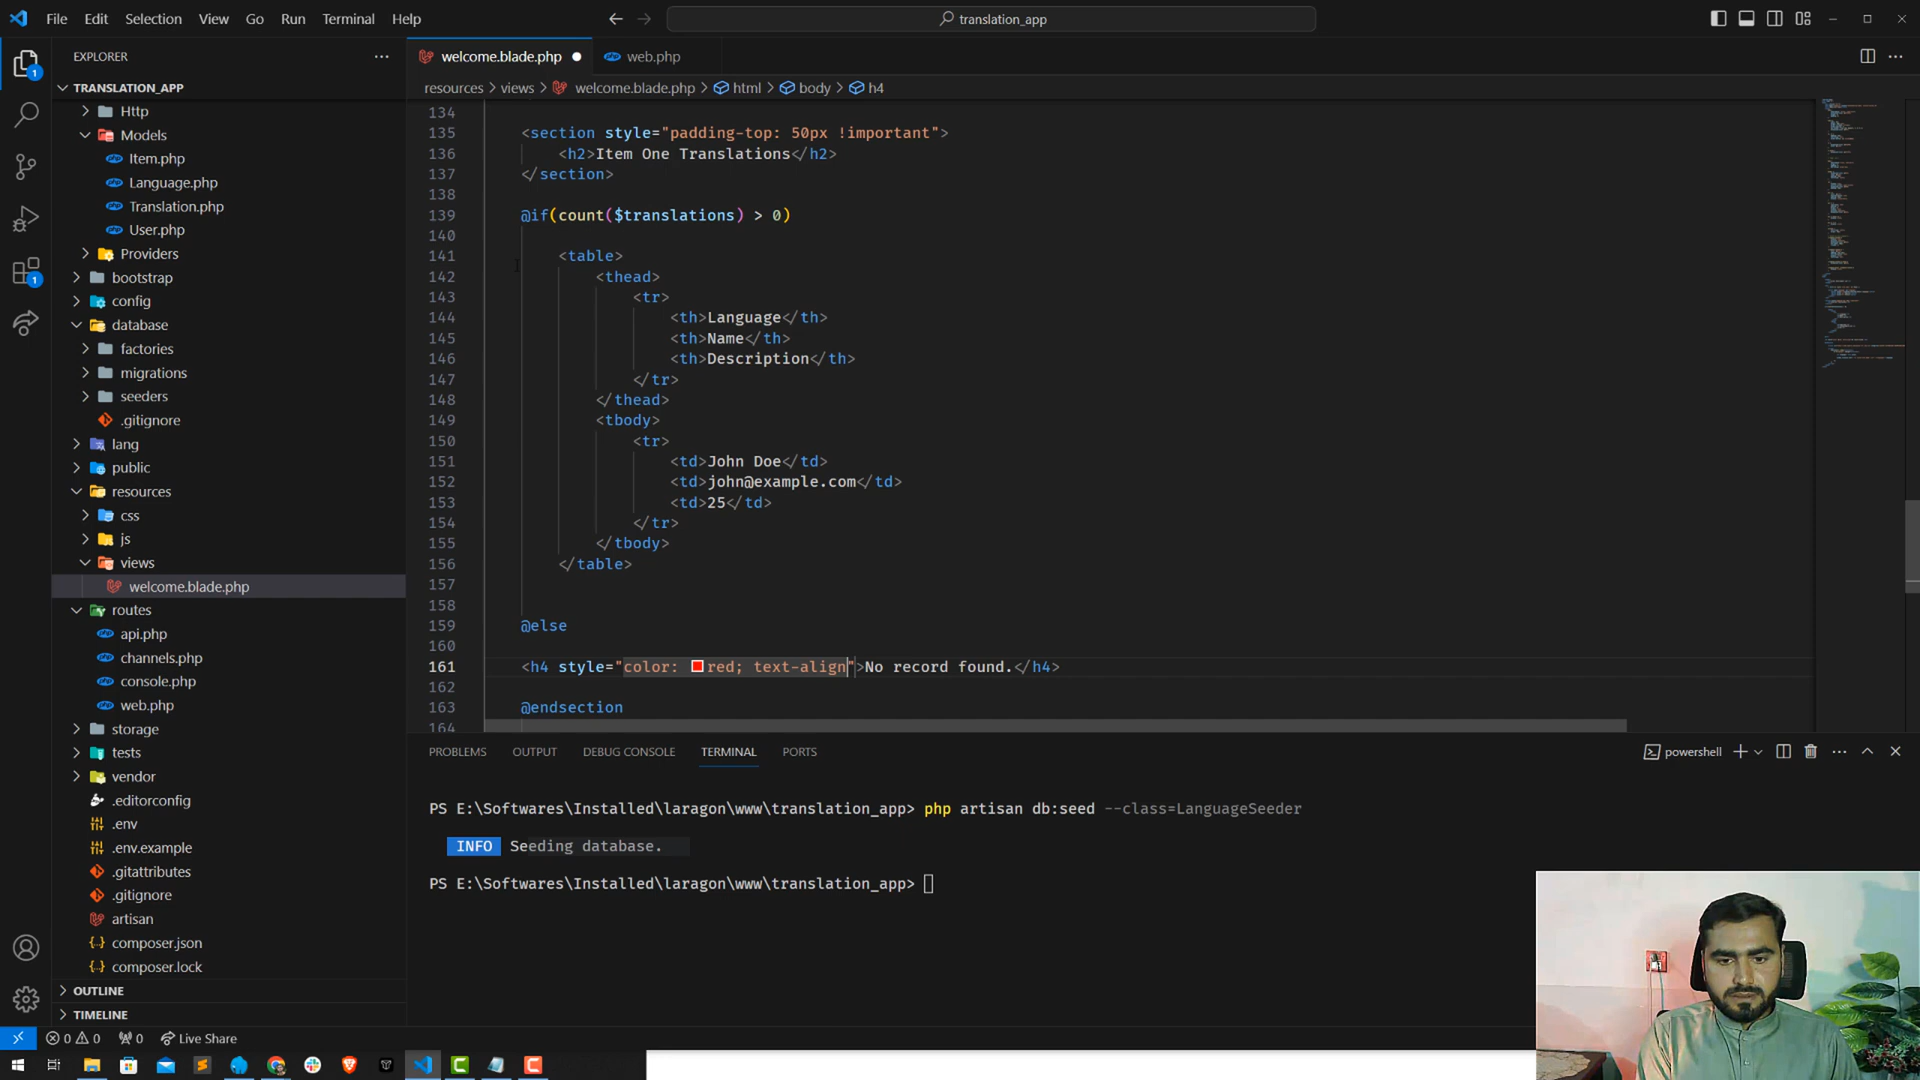 File Edit Selection View Go Run Terminal Help
translation_app
EXPLORER
welcome.blade.php
web.php
TRANSLATION_APP
resources > views > welcome.blade.php > html > body > h4
Http
Models
Item.php
Language.php
Translation.php
User.php
Providers
bootstrap
config
database
factories
migrations
seeders
.gitignore
lang
public
resources
css
js
views
welcome.blade.php
routes
api.php
channels.php
console.php
web.php
storage
tests
vendor
.editorconfig
.env
.env.example
.gitattributes
.gitignore
artisan
composer.json
composer.lock
OUTLINE
TIMELINE
134
135 <section style="padding-top: 50px !important">
136 <h2>Item One Translations</h2>
137 </section>
138
139 @if(count($translations) > 0)
140
141 <table>
142 <thead>
143 <tr>
144 <th>Language</th>
145 <th>Name</th>
146 <th>Description</th>
147 </tr>
148 </thead>
149 <tbody>
150 <tr>
151 <td>John Doe</td>
152 <td>john@example.com</td>
153 <td>25</td>
154 </tr>
155 </tbody>
156 </table>
157
158
159 @else
160
161 <h4 style="color: red; text-align">No record found.</h4>
162
163 @endsection
164
PROBLEMS OUTPUT DEBUG CONSOLE TERMINAL PORTS
powershell
PS E:\Softwares\Installed\laragon\www\translation_app> php artisan db:seed --class=LanguageSeeder
INFO Seeding database.
PS E:\Softwares\Installed\laragon\www\translation_app>
0 0 0 Live Share